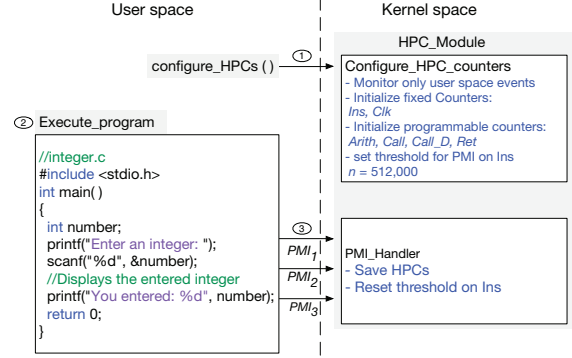 User space
Kernel space
HPC_Module
configure_HPCs ( )
1
Configure_HPC_counters
- Monitor only user space events
- Initialize fixed Counters:
Ins, Clk
- Initialize programmable counters:
Arith, Call, Call_D, Ret
- set threshold for PMI on Ins
n = 512,000
2 Execute_program
//integer.c
#include <stdio.h>
int main( )
{
int number;
printf("Enter an integer: ");
scanf("%d", &number);
//Displays the entered integer
printf("You entered: %d", number);
return 0;
}
3
PMI1
PMI2
PMI3
PMI_Handler
- Save HPCs
- Reset threshold on Ins